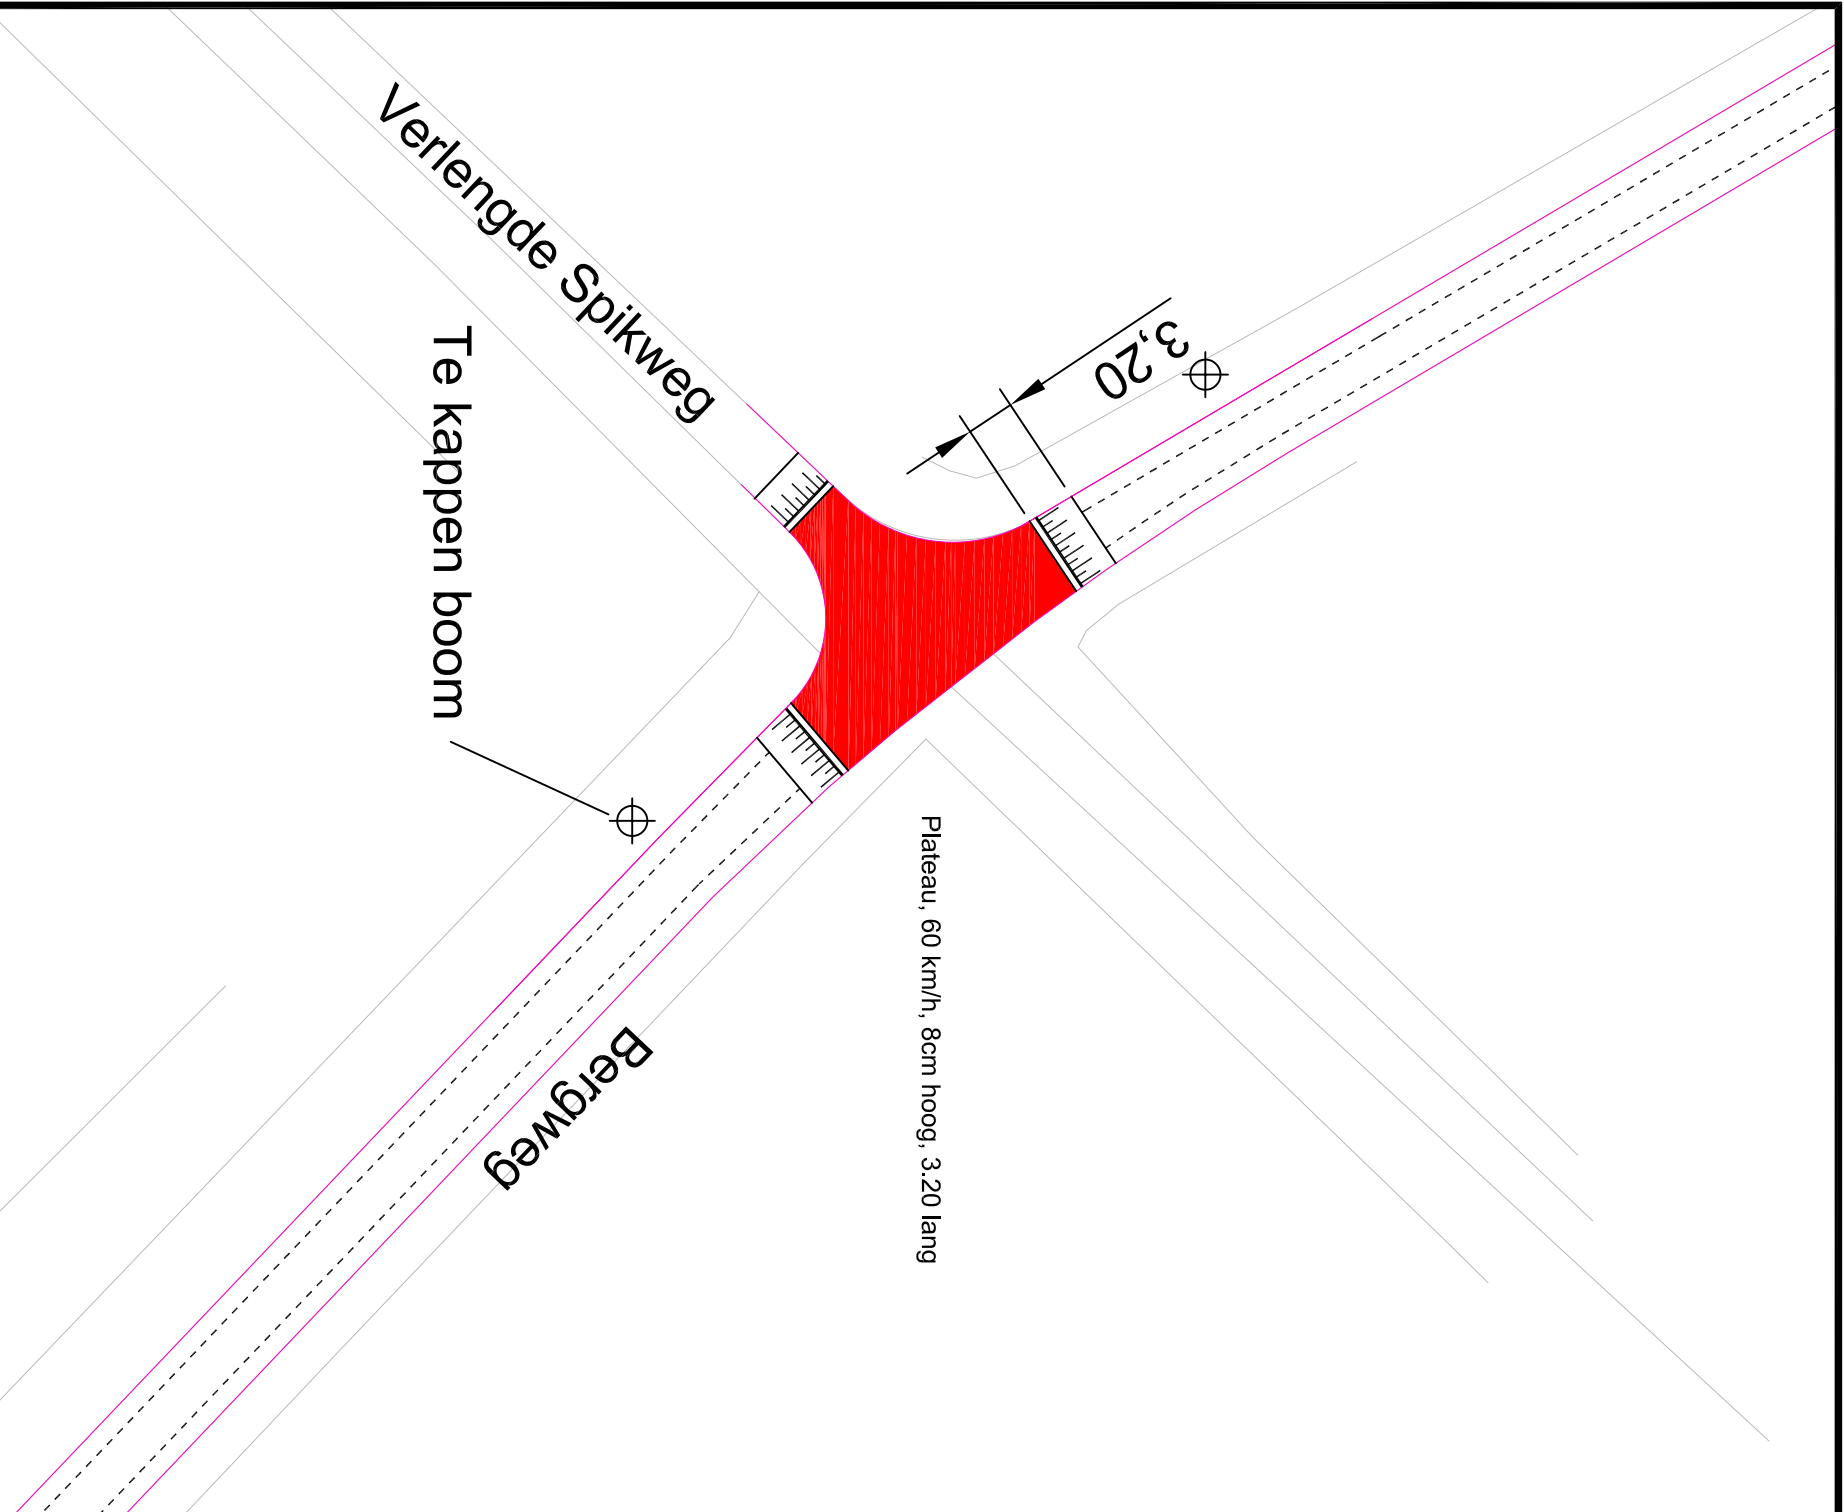 Verlengde Spikweg
3,20
Te kappen boom
Plateau, 60 km/h, 8cm hoog, 3.20 lang
Bergweg